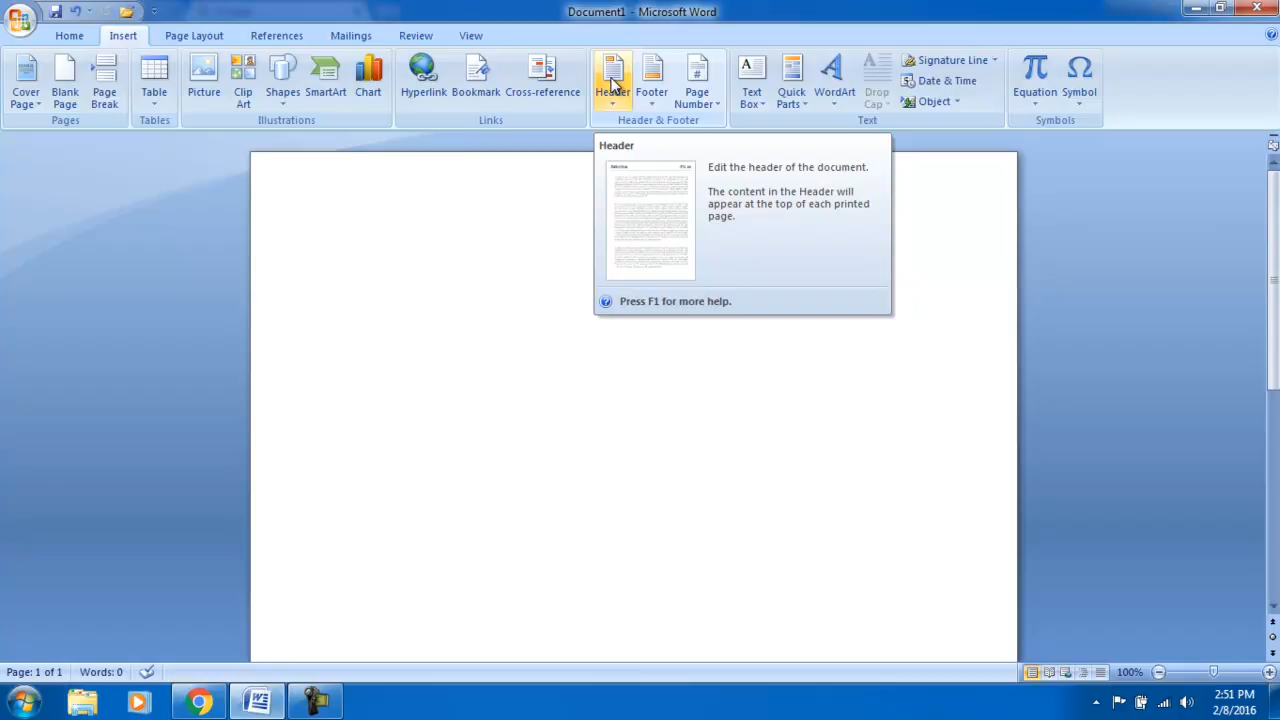 Document1 - Microsoft Word
Home Insert Page Layout References Mailings Review View
Cover Page Blank Page Page Break
Table
Picture Clip Art Shapes SmartArt Chart
Hyperlink Bookmark Cross-reference
Header Footer Page Number
Text Box Quick Parts WordArt Drop Cap
Signature Line
Date & Time
Object
Equation Symbol
Pages Tables Illustrations Links Header & Footer Text Symbols
Header
Edit the header of the document.
The content in the Header will
appear at the top of each printed
page.
Press F1 for more help.
Page: 1 of 1 Words: 0 100%
2:51 PM
2/8/2016